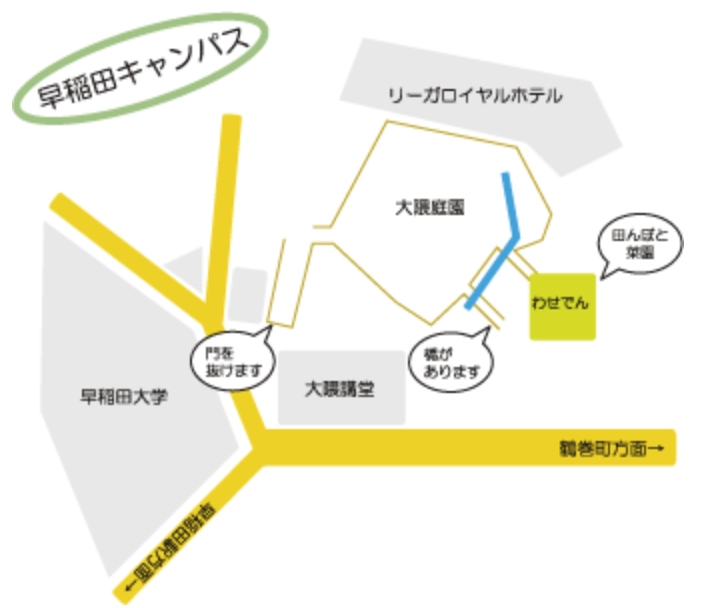 早稲田キャンパス
リーガロイヤルホテル
大隈庭園
田んぼと
菜園
わせでん
門を
抜けます
橋が
あります
早稲田大学
大隈講堂
鶴巻町方面→
←早稲田駅方面